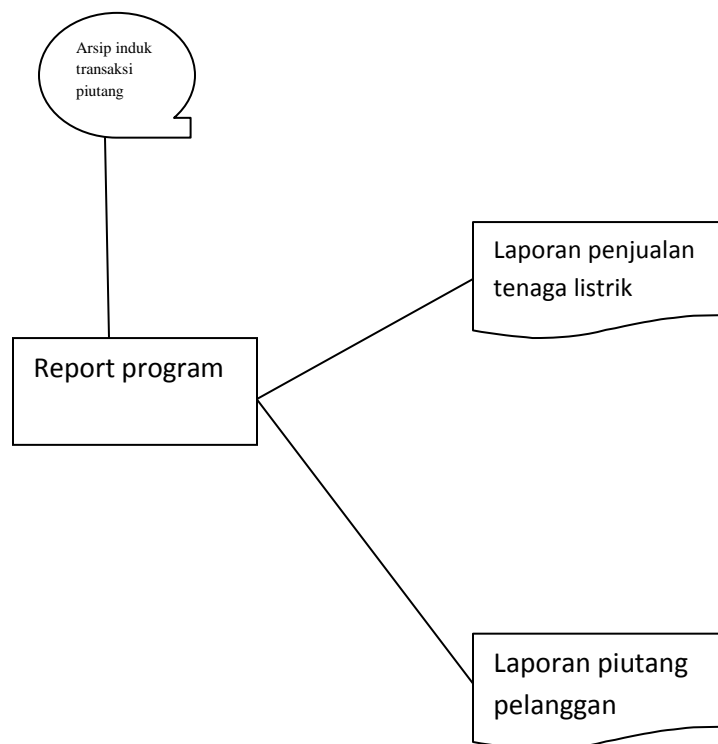 Arsip induk
transaksi
piutang
Laporan penjualan
tenaga listrik
Report program
Laporan piutang
pelanggan